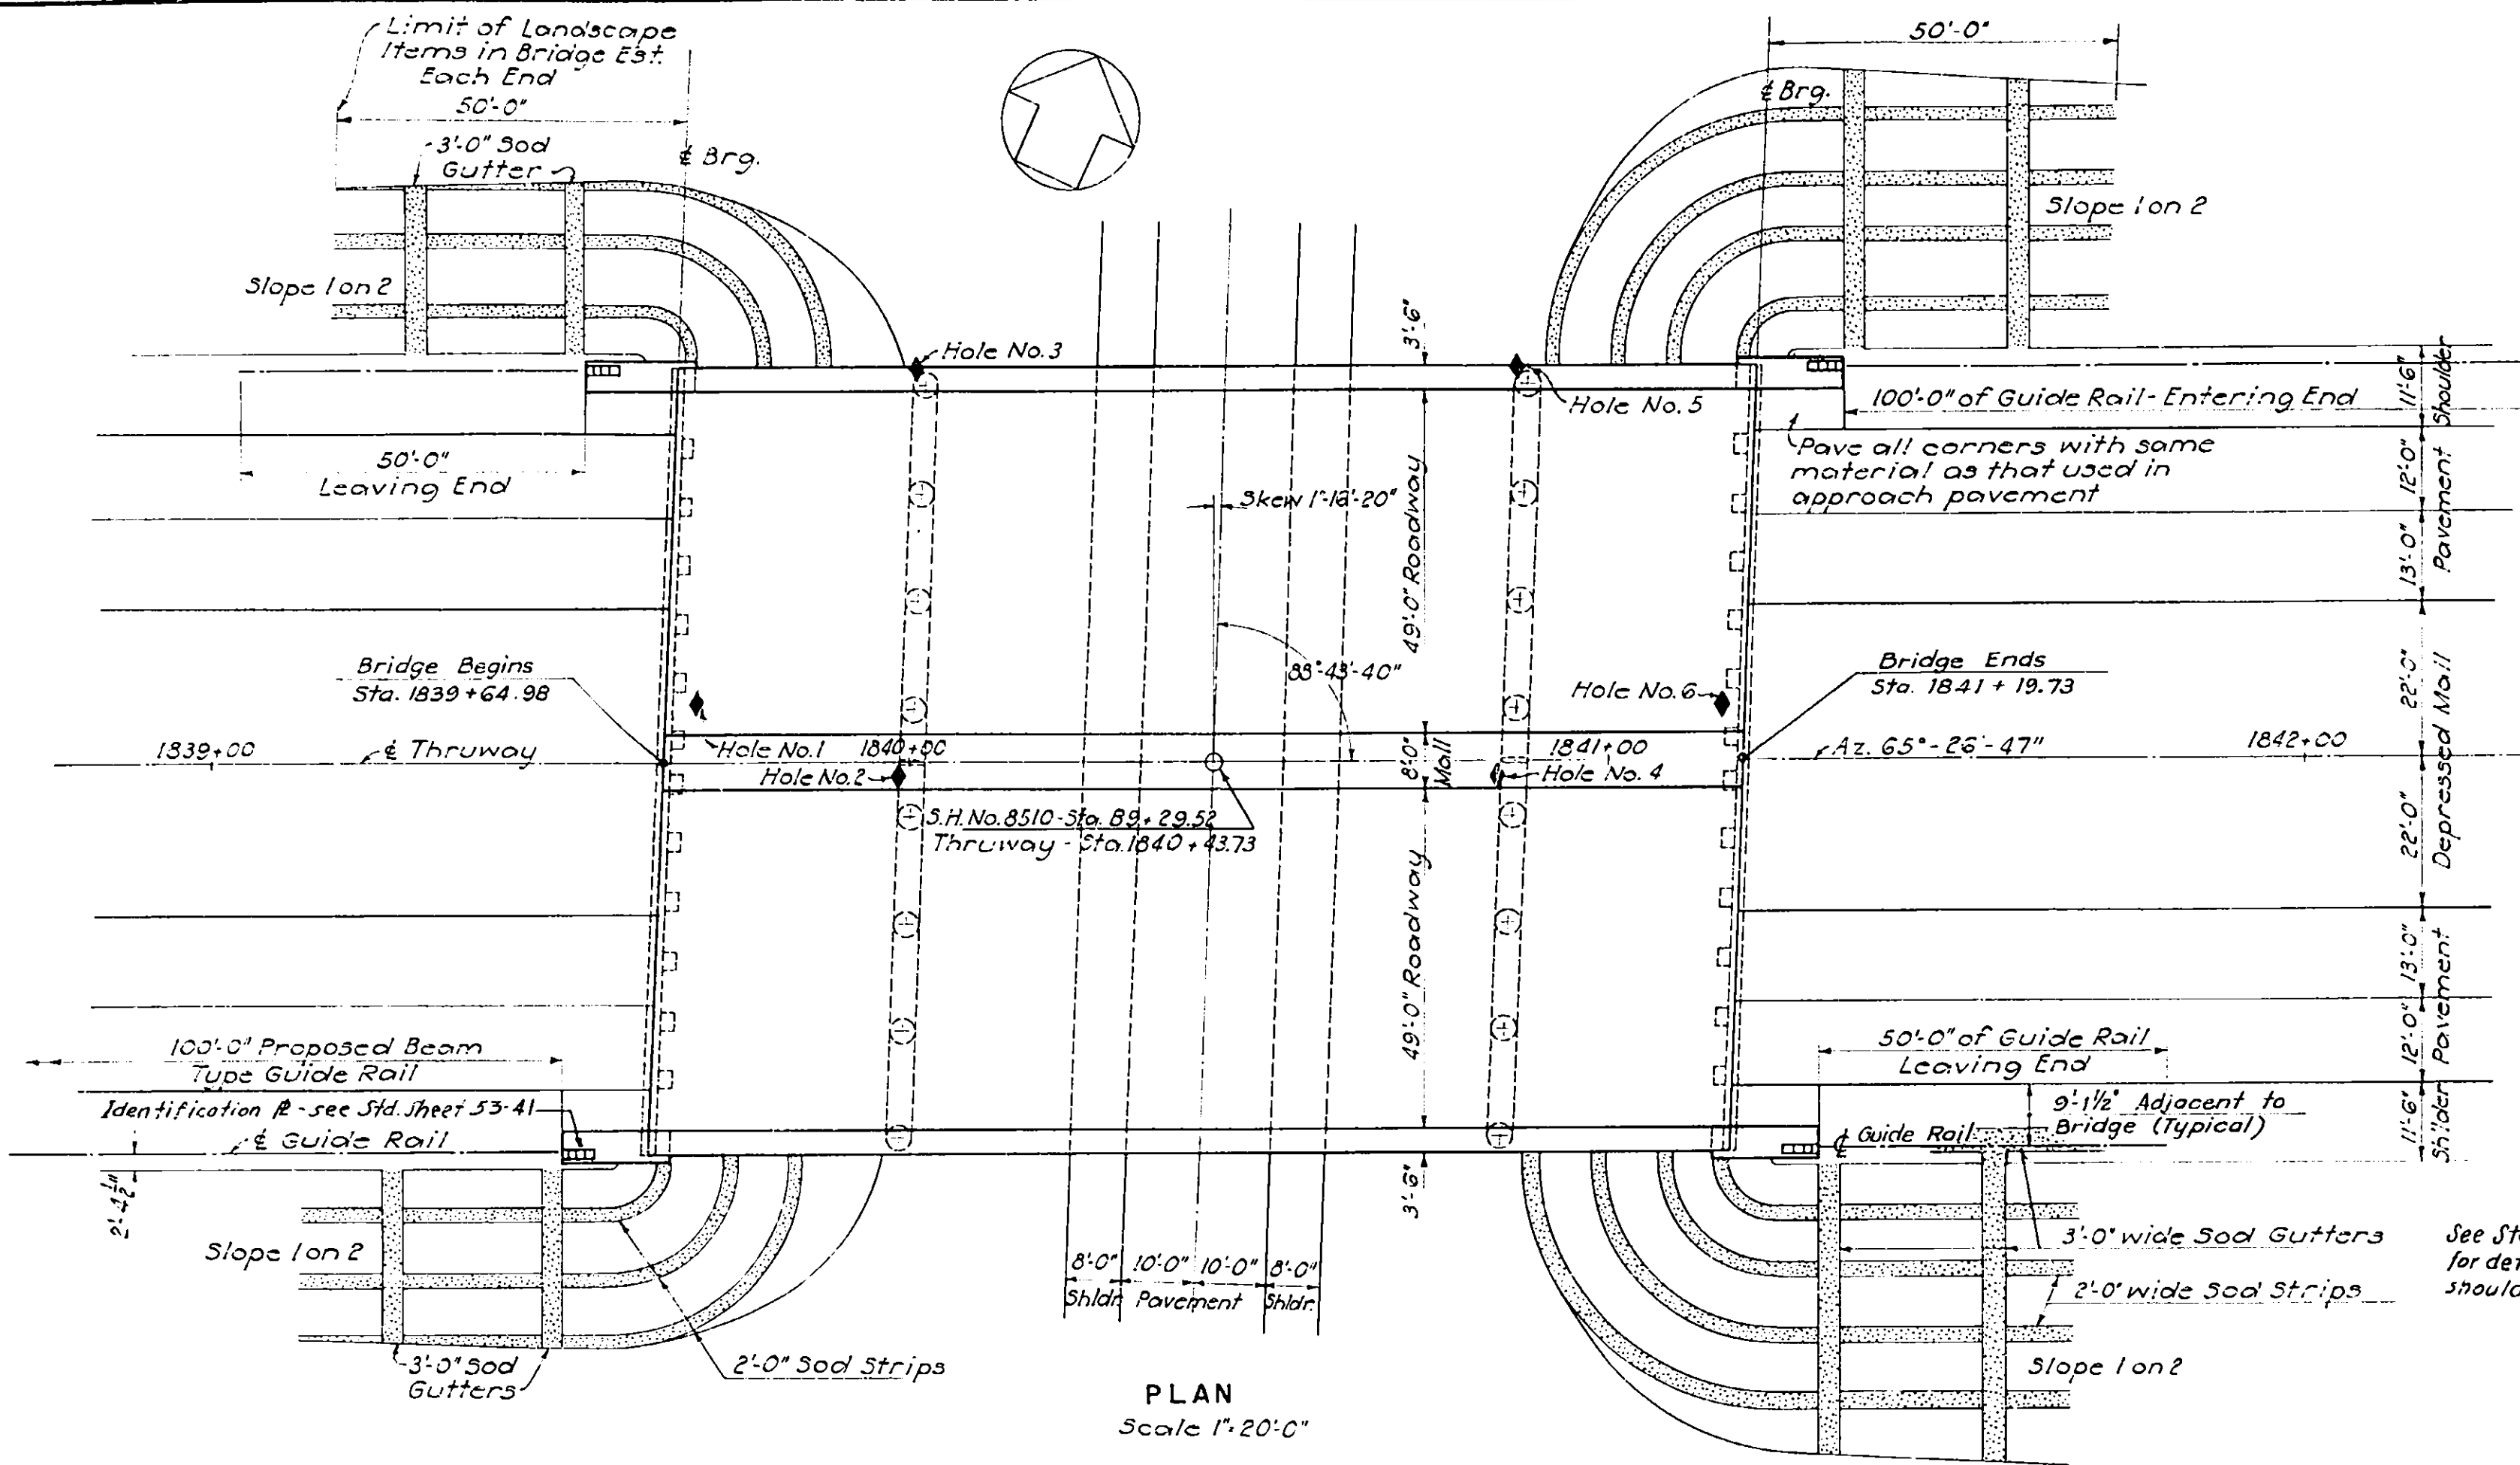 Limit of Landscape
Items in Bridge Est.
Each End
50'-0"
3'-0" Sod
Gutter
℄ Brg.
50'-0"
℄ Brg.
Slope 1 on 2
Slope 1 on 2
Hole No. 3
3'-6"
Hole No. 5
100'-0" of Guide Rail - Entering End
11'-6"
Shoulder
50'-0"
Leaving End
Pave all corners with same
material as that used in
approach pavement
12'-0"
13'-0"
Pavement
49'-0" Roadway
88°-43'-40"
Bridge Begins
Sta. 1839 + 64.98
Hole No. 6
Bridge Ends
Sta. 1841 + 19.73
22'-0"
22'-0"
Depressed Mall
1839+00
℄ Thruway
Hole No. 1
1840+00
Hole No. 2
8'-0"
Mall
1841+00
Hole No. 4
Az. 65°-26'-47"
1842+00
S.H. No. 8510 - Sta. 89 + 29.52
Thruway - Sta. 1840 + 43.73
49'-0" Roadway
13'-0"
12'-0"
Pavement
100'-0" Proposed Beam
Type Guide Rail
Identification ℄ - see Std. Sheet 53-41
℄ Guide Rail
50'-0" of Guide Rail
Leaving End
9'-1½" Adjacent to
Bridge (Typical)
℄ Guide Rail
11'-6"
Shlder
2'-4½"
3'-6"
Slope 1 on 2
8'-0" 10'-0" 10'-0" 8'-0"
Shldr. Pavement Shldr.
3'-0" wide Sod Gutters
2'-0" wide Sod Strips
See
for
3'-0" Sod
Gutters
2'-0" Sod Strips
Slope 1 on 2
PLAN
Scale 1"=20'-0"